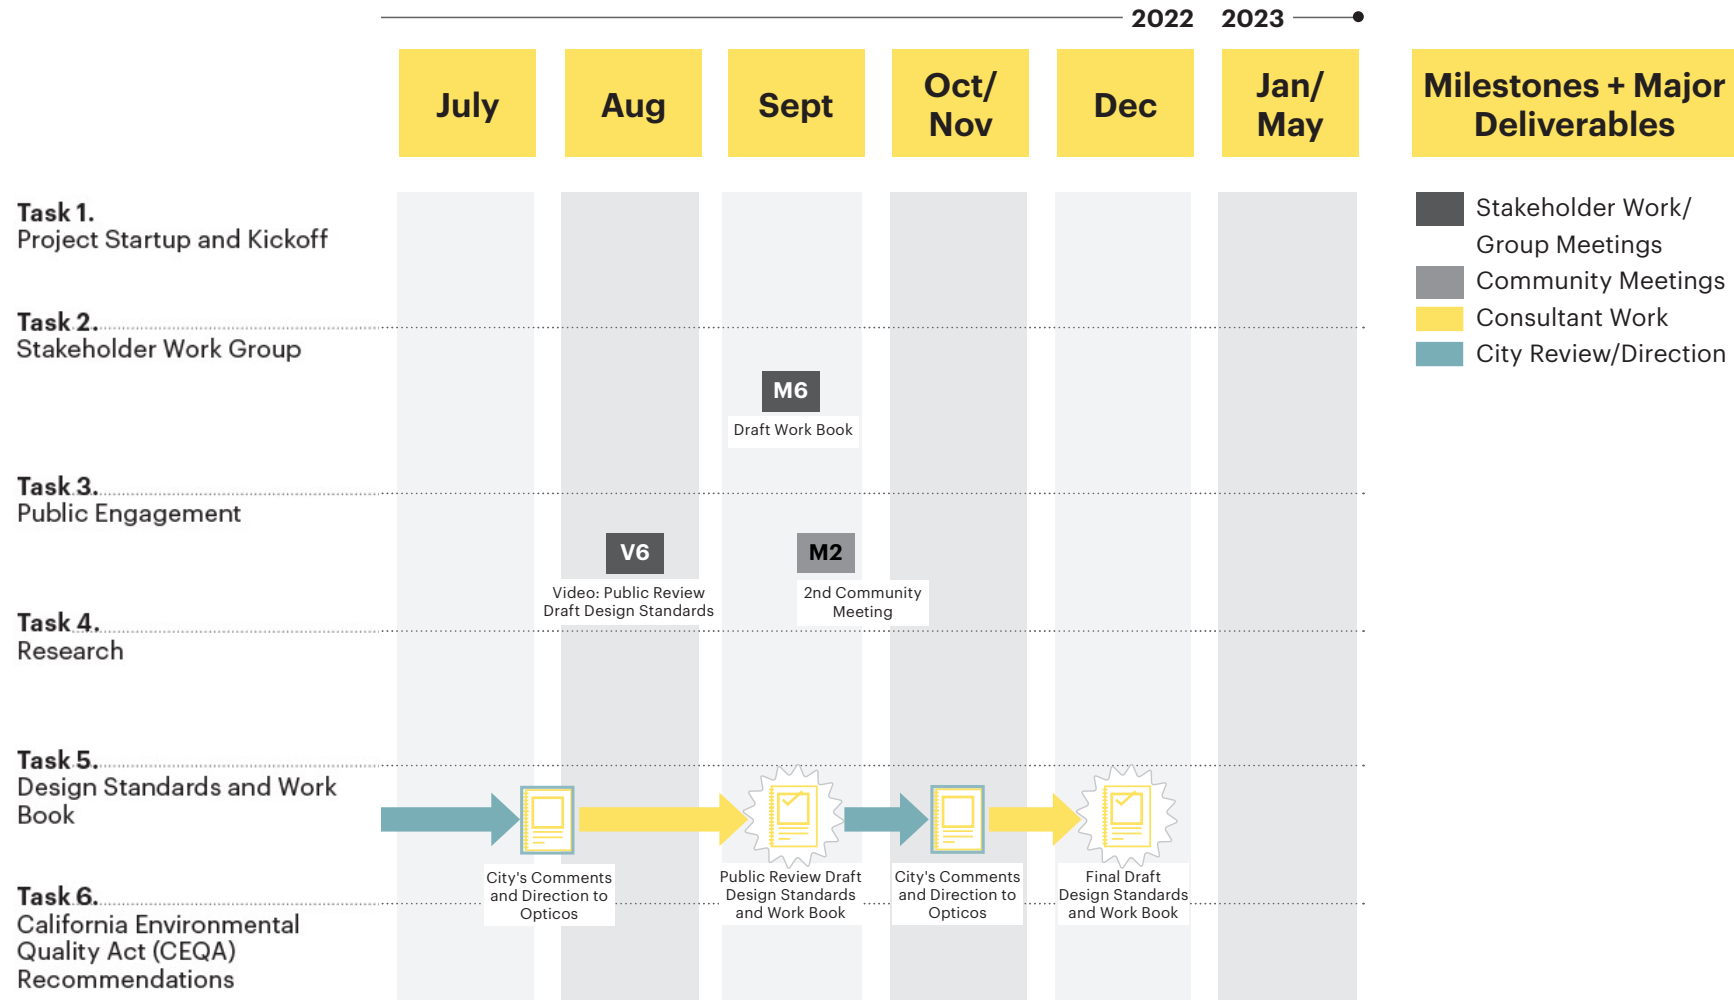 2022 2023
July
Aug
Sept
Oct/
Nov
Dec
Jan/
May
Milestones + Major
Deliverables
Stakeholder Work/
Group Meetings
Community Meetings
Consultant Work
City Review/Direction
Task 1.
Project Startup and Kickoff
Task 2.
Stakeholder Work Group
M6
Draft Work Book
Task 3.
Public Engagement
V6
Video: Public Review
Draft Design Standards
M2
2nd Community
Meeting
Task 4.
Research
Task 5.
Design Standards and Work
Book
City's Comments
and Direction to
Opticos
Public Review Draft
Design Standards
and Work Book
City's Comments
and Direction to
Opticos
Final Draft
Design Standards
and Work Book
Task 6.
California Environmental
Quality Act (CEQA)
Recommendations